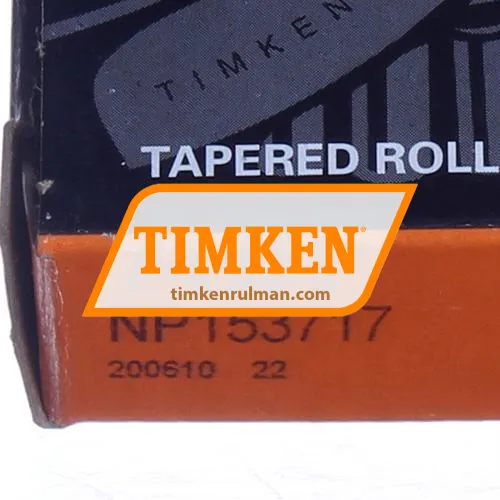 TIMKEN
TAPERED ROLL
TIMKEN®
timkenrulman.com
NP153717
200610 22